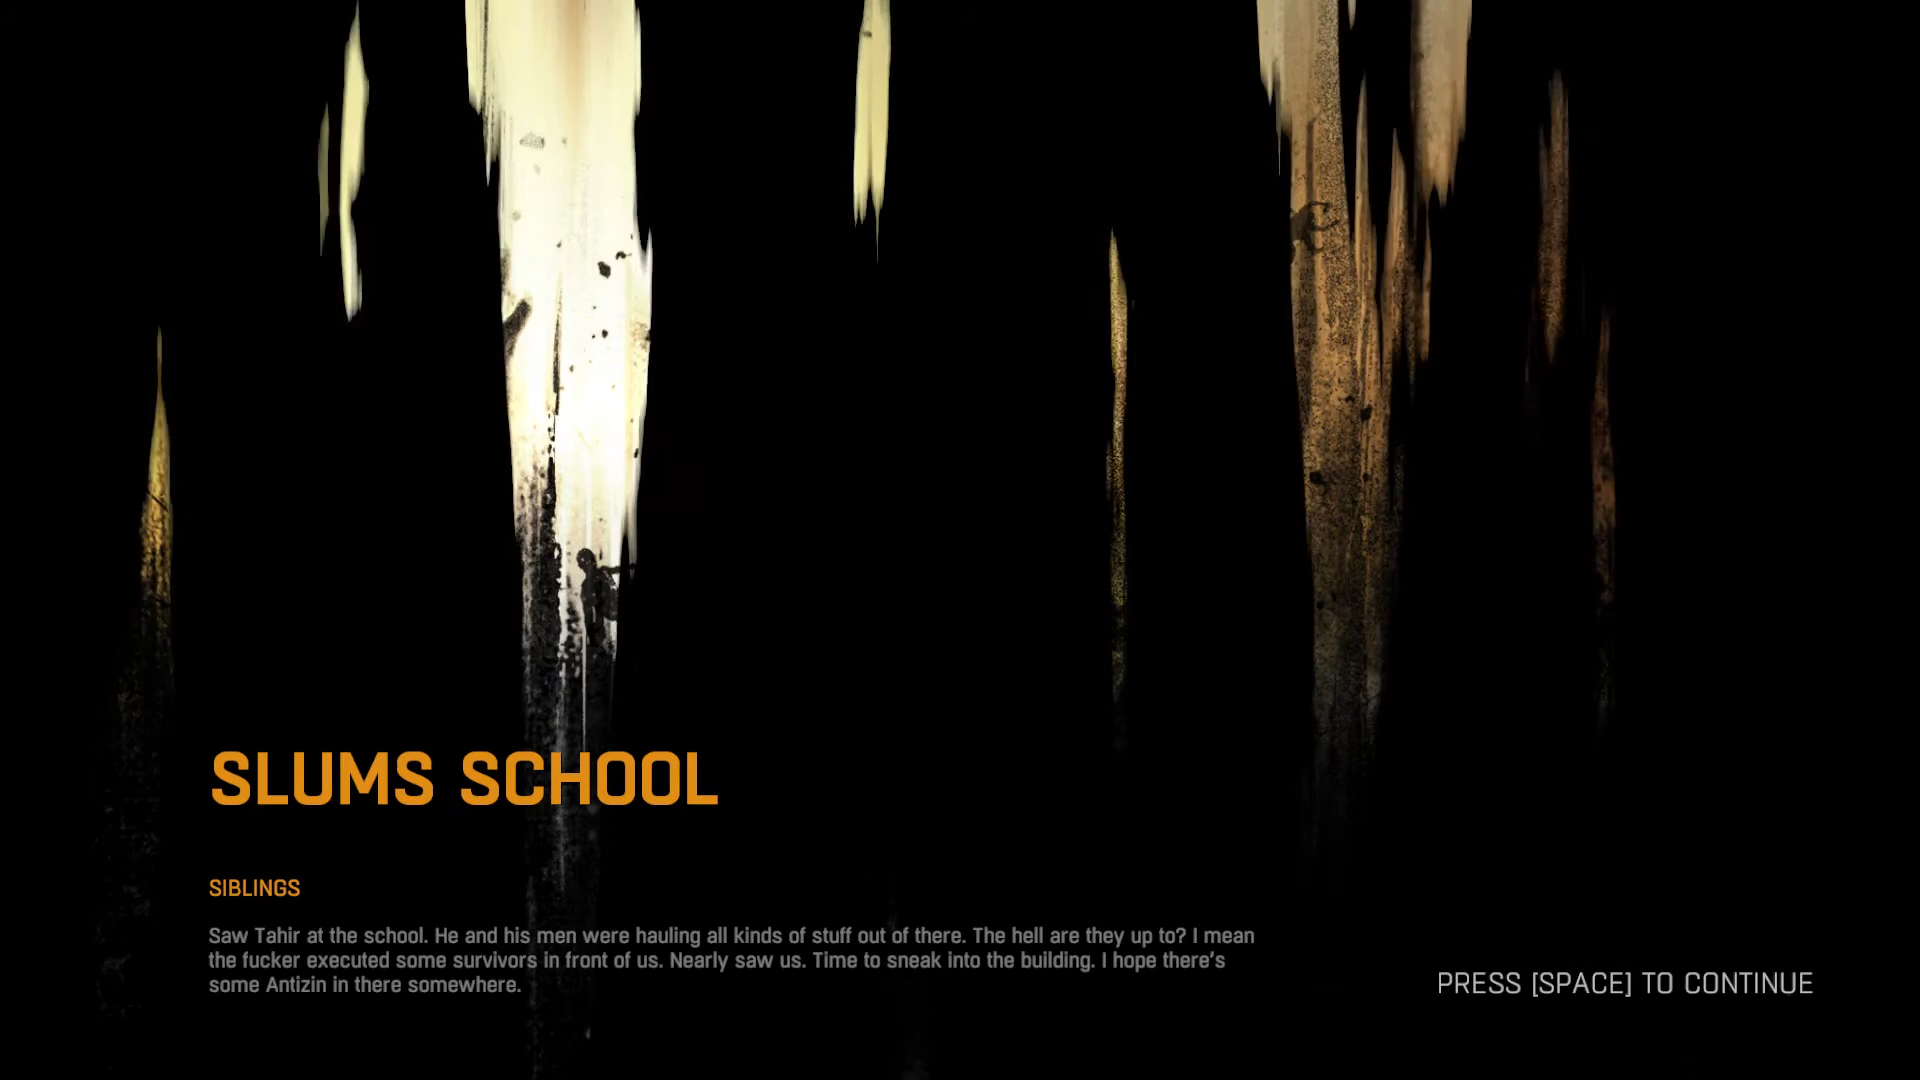 SLUMS SCHOOL
SIBLINGS
Saw Tahir at the school. He and his men were hauling all kinds of stuff out of there. The hell are they up to? I mean
the fucker executed some survivors in front of us. Nearly saw us. Time to sneak into the building. I hope there's
some Antizin in there somewhere.
PRESS [SPACE] TO CONTINUE